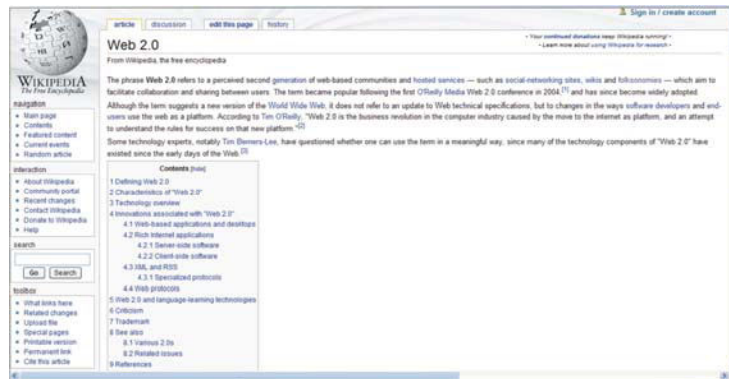 Sign in / create account
article discussion edit this page history
• Your continued donations keep Wikipedia running! •
• Learn more about using Wikipedia for research •
Web 2.0
From Wikipedia, the free encyclopedia
The phrase Web 2.0 refers to a perceived second generation of web-based communities and hosted services — such as social-networking sites, wikis and folksonomies — which aim to
facilitate collaboration and sharing between users. The term became popular following the first O'Reilly Media Web 2.0 conference in 2004,[1] and has since become widely adopted.
Although the term suggests a new version of the World Wide Web, it does not refer to an update to Web technical specifications, but to changes in the ways software developers and end-
users use the web as a platform. According to Tim O'Reilly, "Web 2.0 is the business revolution in the computer industry caused by the move to the internet as platform, and an attempt
to understand the rules for success on that new platform."[2]
Some technology experts, notably Tim Berners-Lee, have questioned whether one can use the term in a meaningful way, since many of the technology components of "Web 2.0" have
existed since the early days of the Web.[3]
Contents [hide]
1 Defining Web 2.0
2 Characteristics of "Web 2.0"
3 Technology overview
4 Innovations associated with "Web 2.0"
4.1 Web-based applications and desktops
4.2 Rich Internet applications
4.2.1 Server-side software
4.2.2 Client-side software
4.3 XML and RSS
4.3.1 Specialized protocols
4.4 Web protocols
5 Web 2.0 and language-learning technologies
6 Criticism
7 Trademark
8 See also
8.1 Various 2.0s
8.2 Related issues
9 References
WIKIPEDIA
The Free Encyclopedia
navigation
Main page
Contents
Featured content
Current events
Random article
interaction
About Wikipedia
Community portal
Recent changes
Contact Wikipedia
Donate to Wikipedia
Help
search
Go Search
toolbox
What links here
Related changes
Upload file
Special pages
Printable version
Permanent link
Cite this article